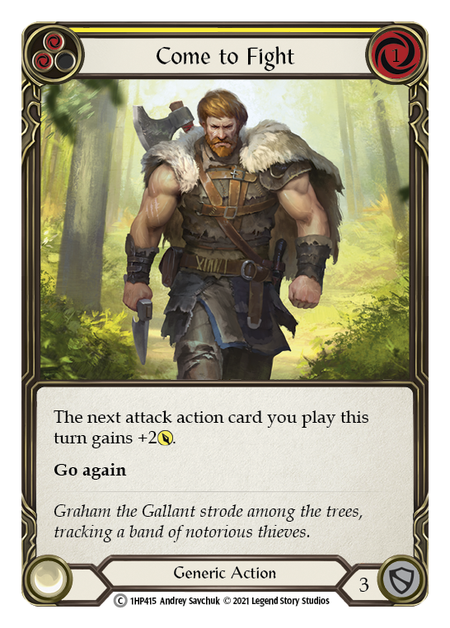 1
Come to Fight
The next attack action card you play this
turn gains +2.
Go again
Graham the Gallant strode among the trees,
tracking a band of notorious thieves.
Generic Action
3
C 1HP415 Andrey Savchuk © 2021 Legend Story Studios